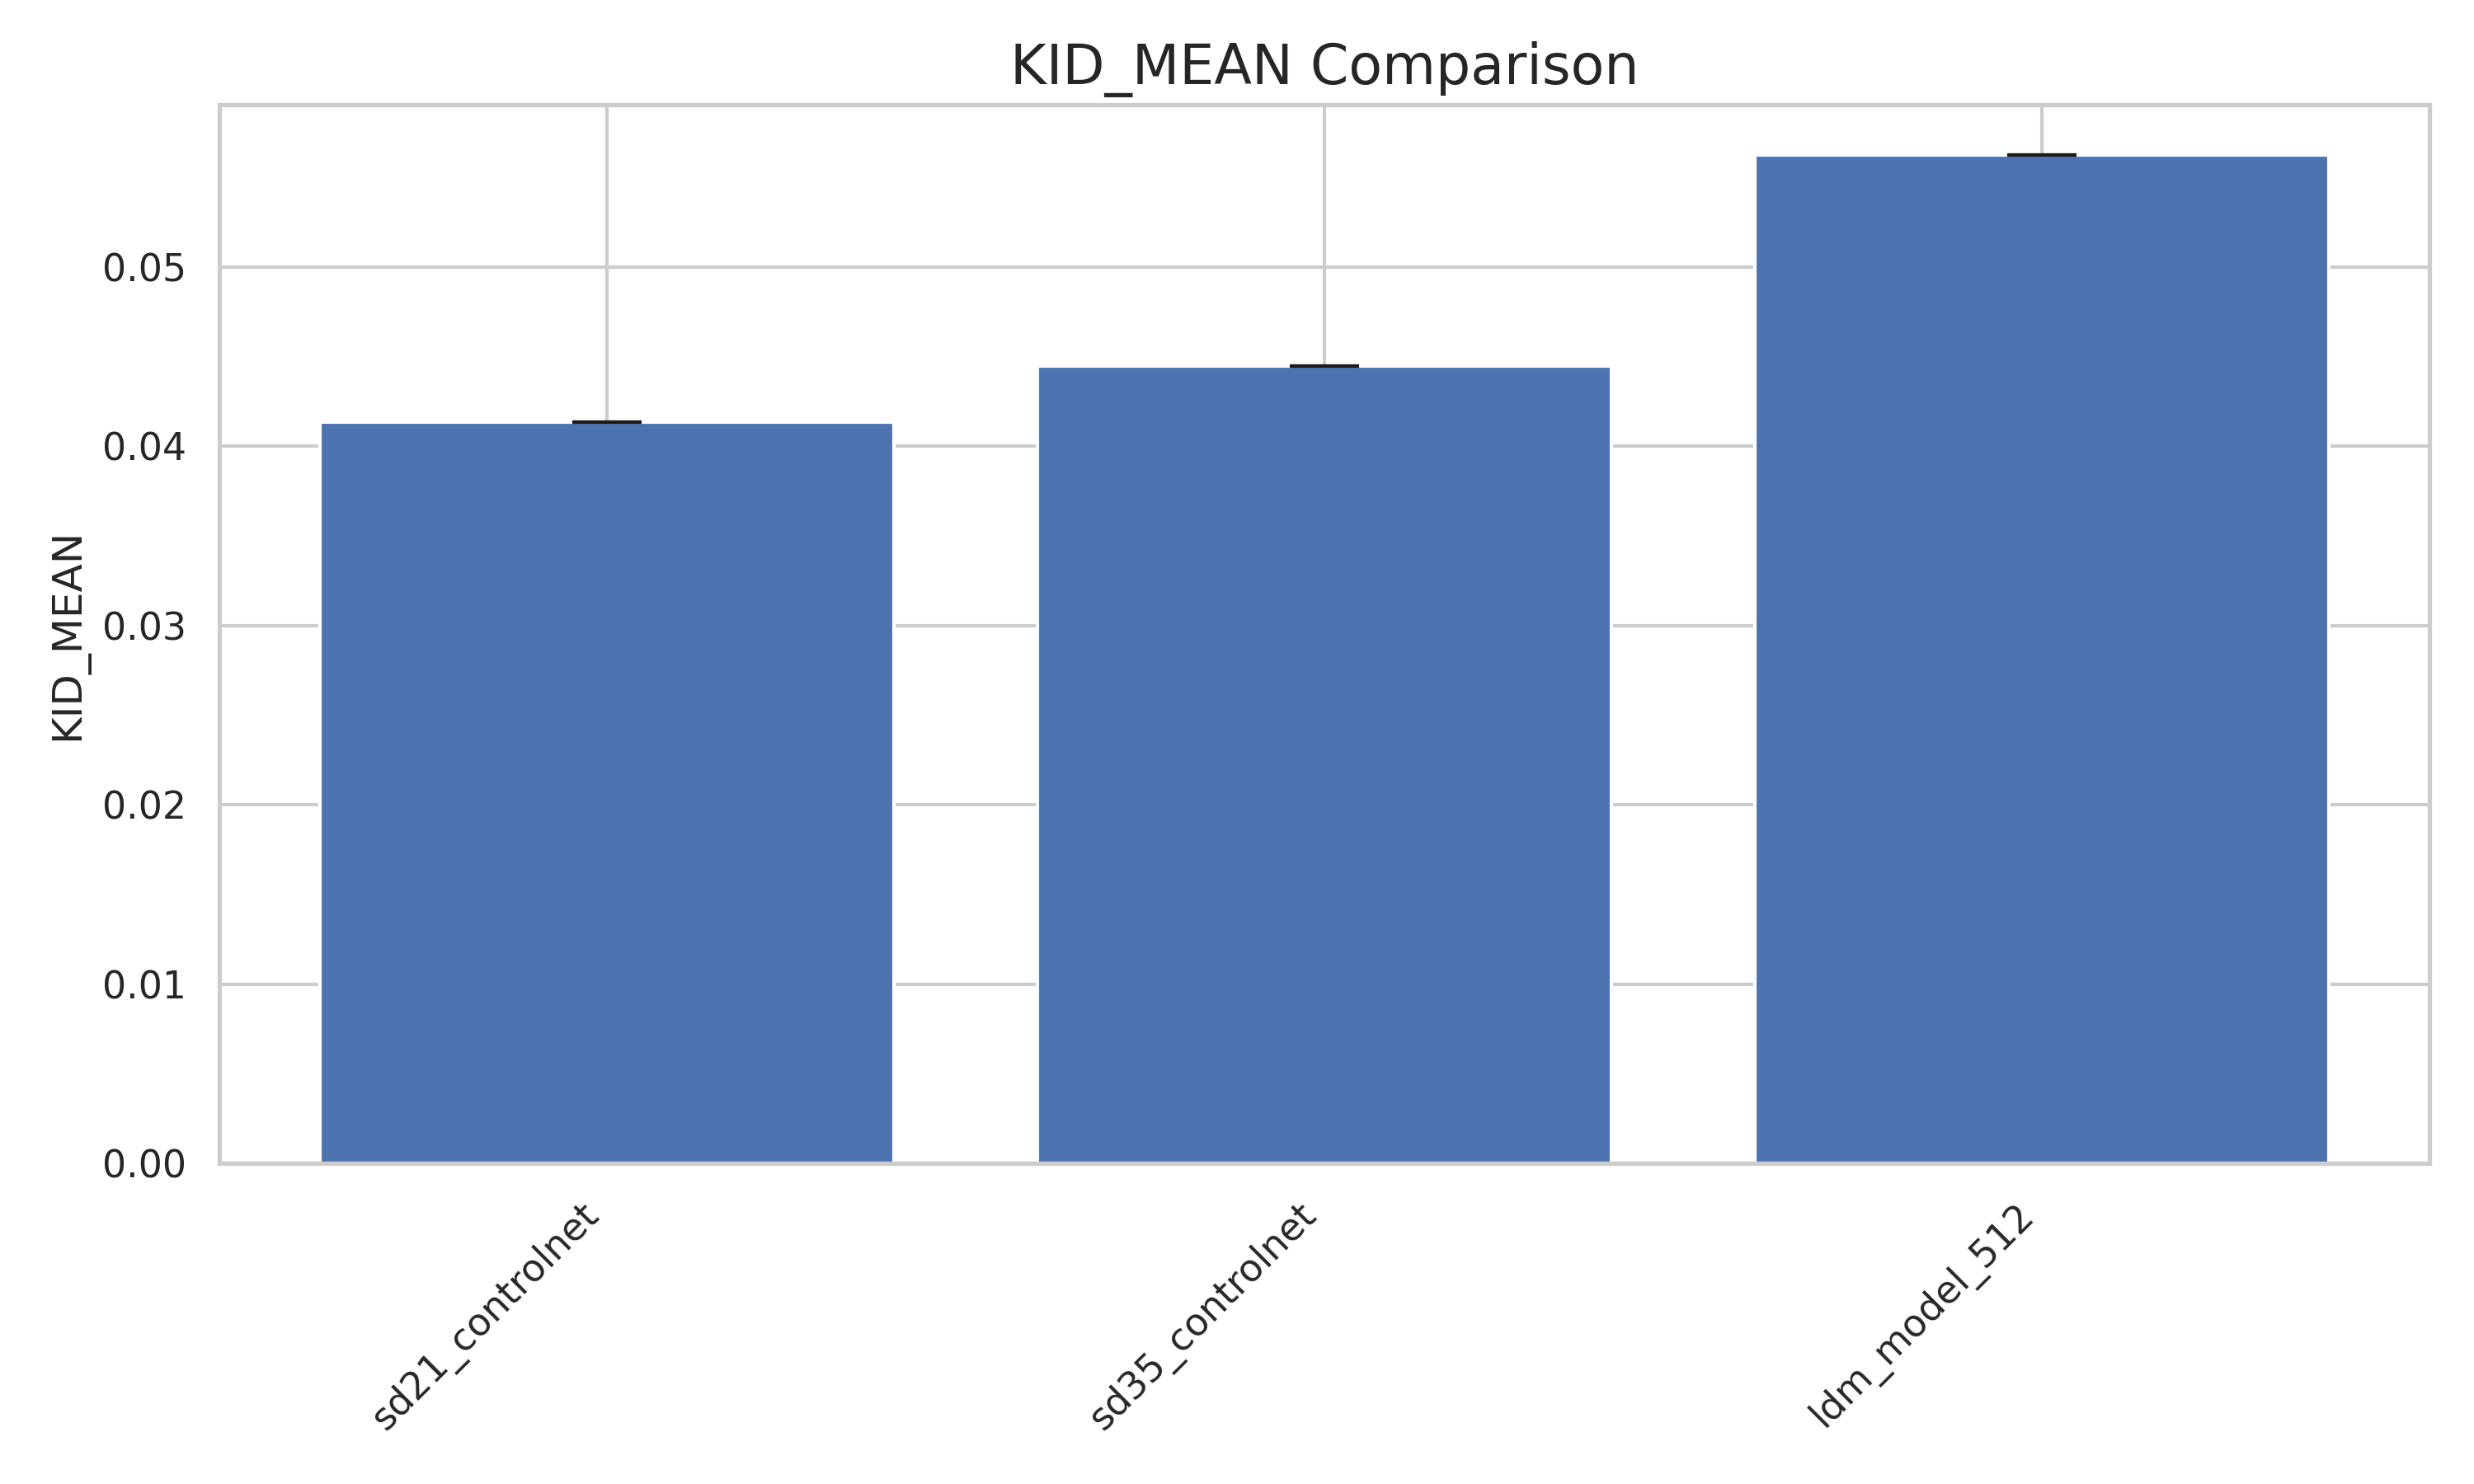 KID_MEAN Comparison
KID_MEAN
0.05
0.04
0.03
0.02
0.01
0.00
sd21_controlnet
sd35_controlnet
ldm_model_512